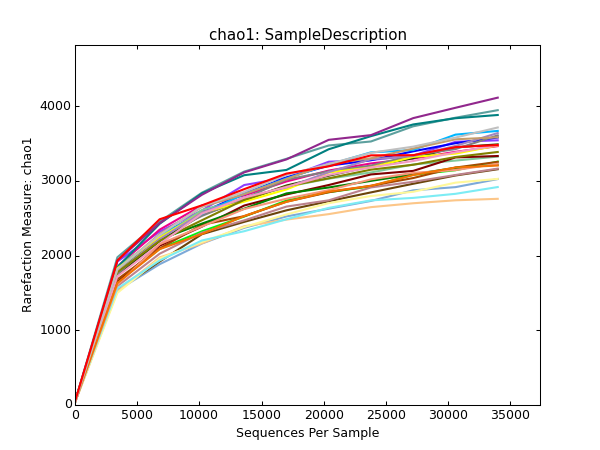 chao1: SampleDescription
Rarefaction Measure: chao1
4000
3000
2000
1000
0
0 5000 10000 15000 20000 25000 30000 35000
Sequences Per Sample